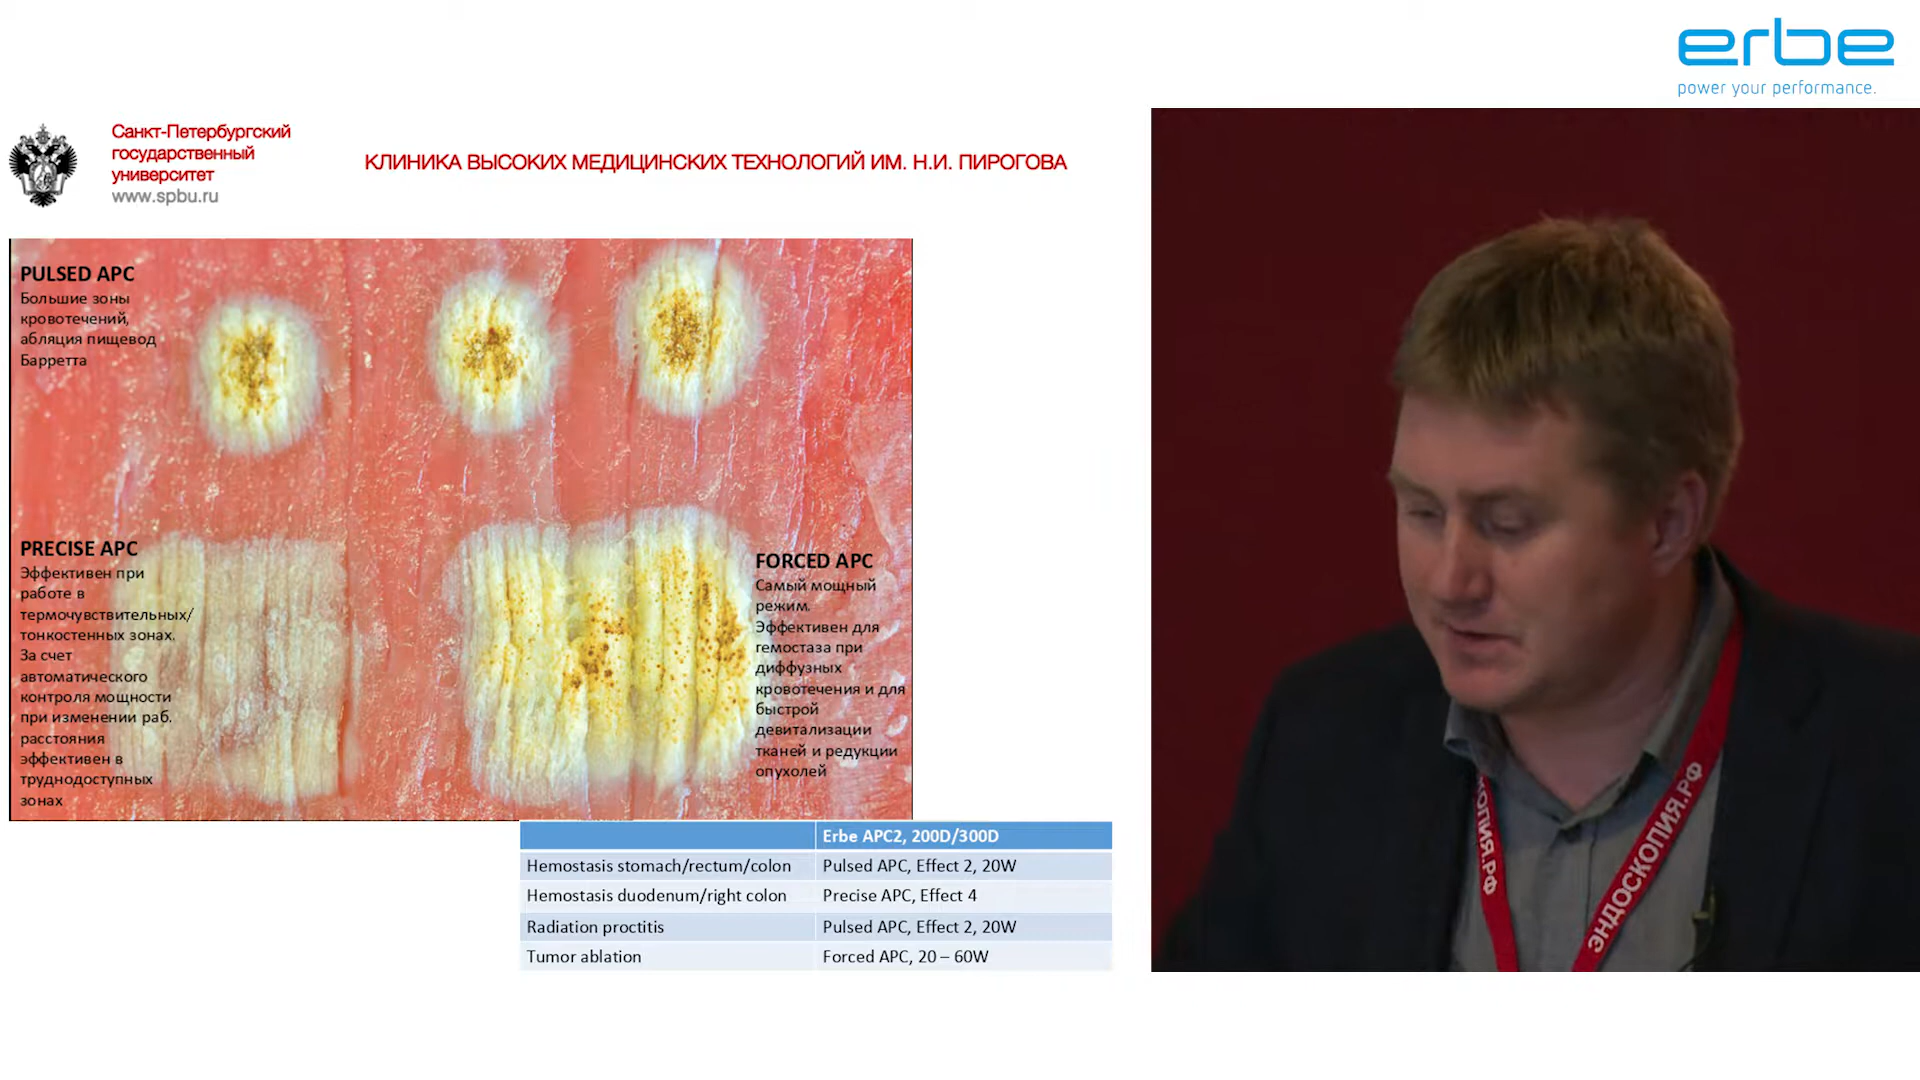 erbe
power your performance.
Санкт-Петербургский
государственный
университет
www.spbu.ru
КЛИНИКА ВЫСОКИХ МЕДИЦИНСКИХ ТЕХНОЛОГИЙ ИМ. Н.И. ПИРОГОВА
PULSED APC
Большие зоны
кровотечений,
абляция пищевод
Барретта
PRECISE APC
Эффективен при
работе в
термочувствительных/
тонкостенных зонах.
За счет
автоматического
контроля мощности
при изменении раб.
расстояния
эффективен в
труднодоступных
зонах
FORCED APC
Самый мощный
режим.
Эффективен для
гемостаза при
диффузных
кровотечения и для
быстрой
девитализации
тканей и редукции
опухолей
Erbe APC2, 200D/300D
Hemostasis stomach/rectum/colon Pulsed APC, Effect 2, 20W
Hemostasis duodenum/right colon Precise APC, Effect 4
Radiation proctitis Pulsed APC, Effect 2, 20W
Tumor ablation Forced APC, 20 – 60W
ЭНДОСКОПИЯ.РФ